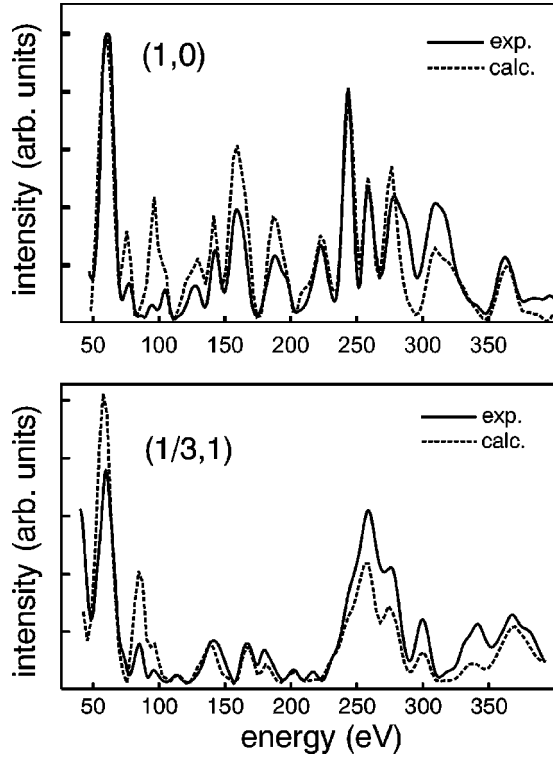 (1,0)
exp.
calc.
intensity (arb. units)
50 100 150 200 250 300 350
(1/3,1)
exp.
calc.
intensity (arb. units)
50 100 150 200 250 300 350
energy (eV)